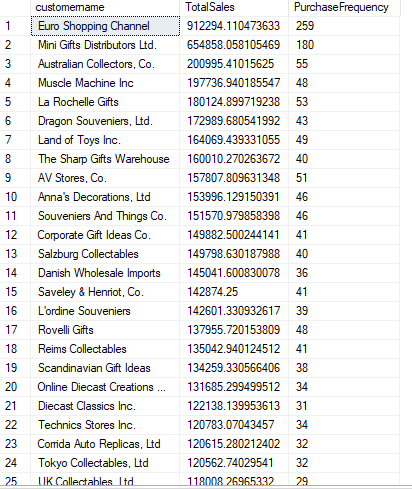 customername TotalSales PurchaseFrequency
1 Euro Shopping Channel 912294.110473633 259
2 Mini Gifts Distributors Ltd. 654858.058105469 180
3 Australian Collectors, Co. 200995.41015625 55
4 Muscle Machine Inc 197736.940185547 48
5 La Rochelle Gifts 180124.899719238 53
6 Dragon Souveniers, Ltd. 172989.680541992 43
7 Land of Toys Inc. 164069.439331055 49
8 The Sharp Gifts Warehouse 160010.270263672 40
9 AV Stores, Co. 157807.809631348 51
10 Anna's Decorations, Ltd 153996.129150391 46
11 Souveniers And Things Co. 151570.979858398 46
12 Corporate Gift Ideas Co. 149882.500244141 41
13 Salzburg Collectables 149798.630187988 40
14 Danish Wholesale Imports 145041.600830078 36
15 Saveley & Henriot, Co. 142874.25 41
16 L'ordine Souveniers 142601.330932617 39
17 Rovelli Gifts 137955.720153809 48
18 Reims Collectables 135042.940124512 41
19 Scandinavian Gift Ideas 134259.330566406 38
20 Online Diecast Creations ... 131685.299499512 34
21 Diecast Classics Inc. 122138.139953613 31
22 Technics Stores Inc. 120783.07043457 34
23 Corrida Auto Replicas, Ltd 120615.280212402 32
24 Tokyo Collectables, Ltd 120562.74029541 32
25 UK Collectables, Ltd. 118008.26965332 29